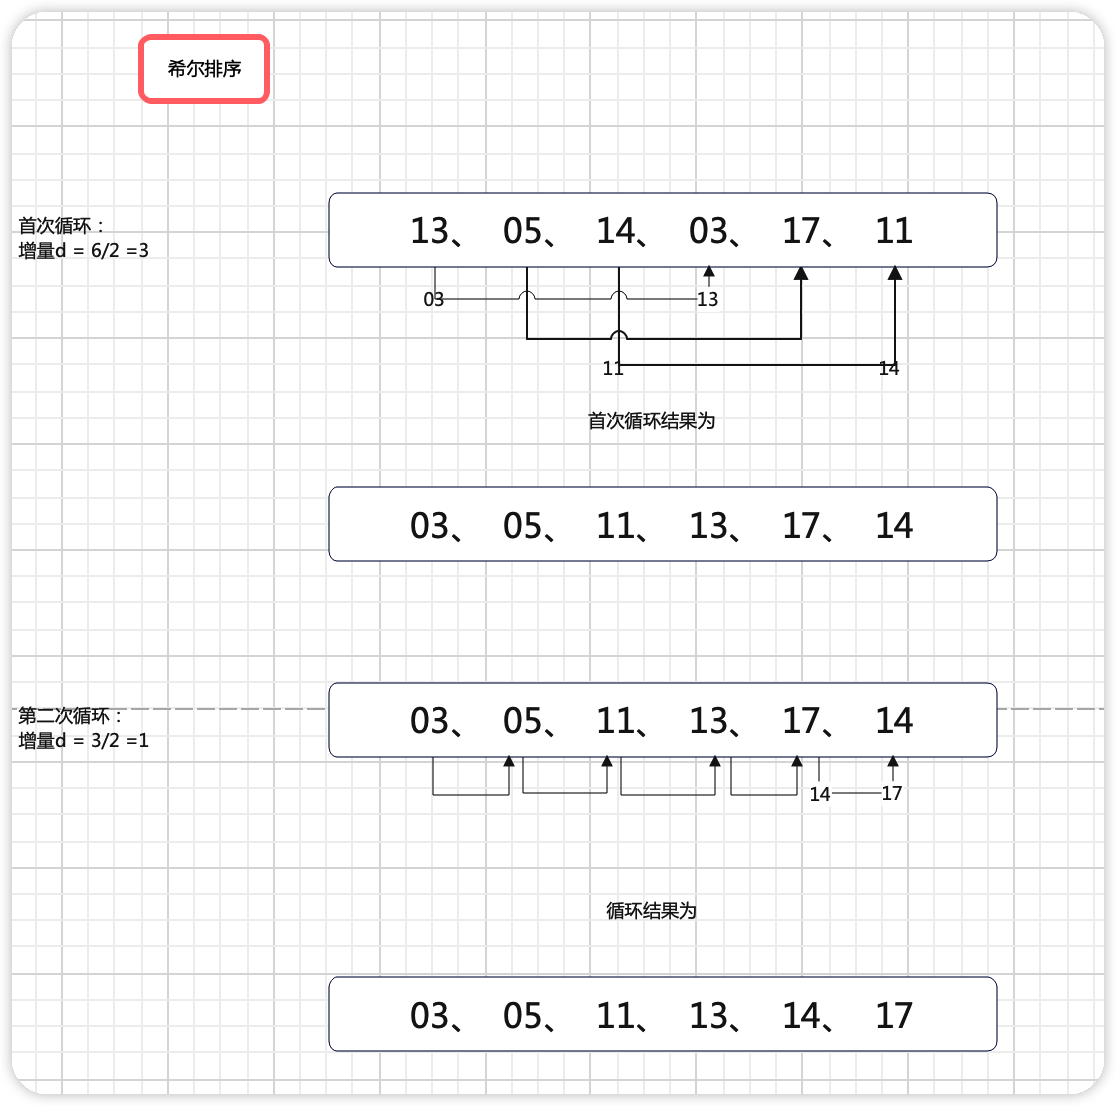 希尔排序
首次循环：
增量d = 6/2 =3
13、 05、 14、 03、 17、 11
03 13
11 14
首次循环结果为
03、 05、 11、 13、 17、 14
第二次循环：
增量d = 3/2 =1
03、 05、 11、 13、 17、 14
14 17
循环结果为
03、 05、 11、 13、 14、 17